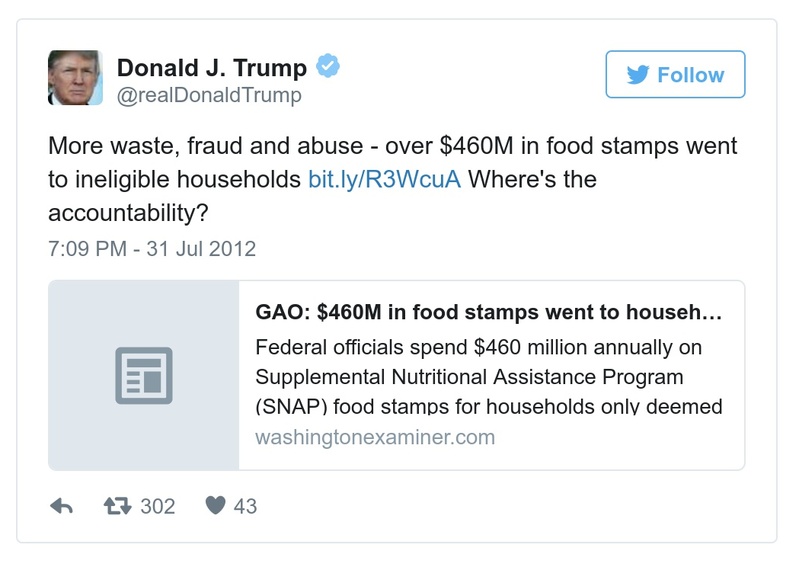 Donald J. Trump
@realDonaldTrump
Follow
More waste, fraud and abuse - over $460M in food stamps went
to ineligible households bit.ly/R3WcuA Where's the
accountability?
7:09 PM - 31 Jul 2012
GAO: $460M in food stamps went to househ…
Federal officials spend $460 million annually on
Supplemental Nutritional Assistance Program
(SNAP) food stamps for households only deemed
washingtonexaminer.com
302 43